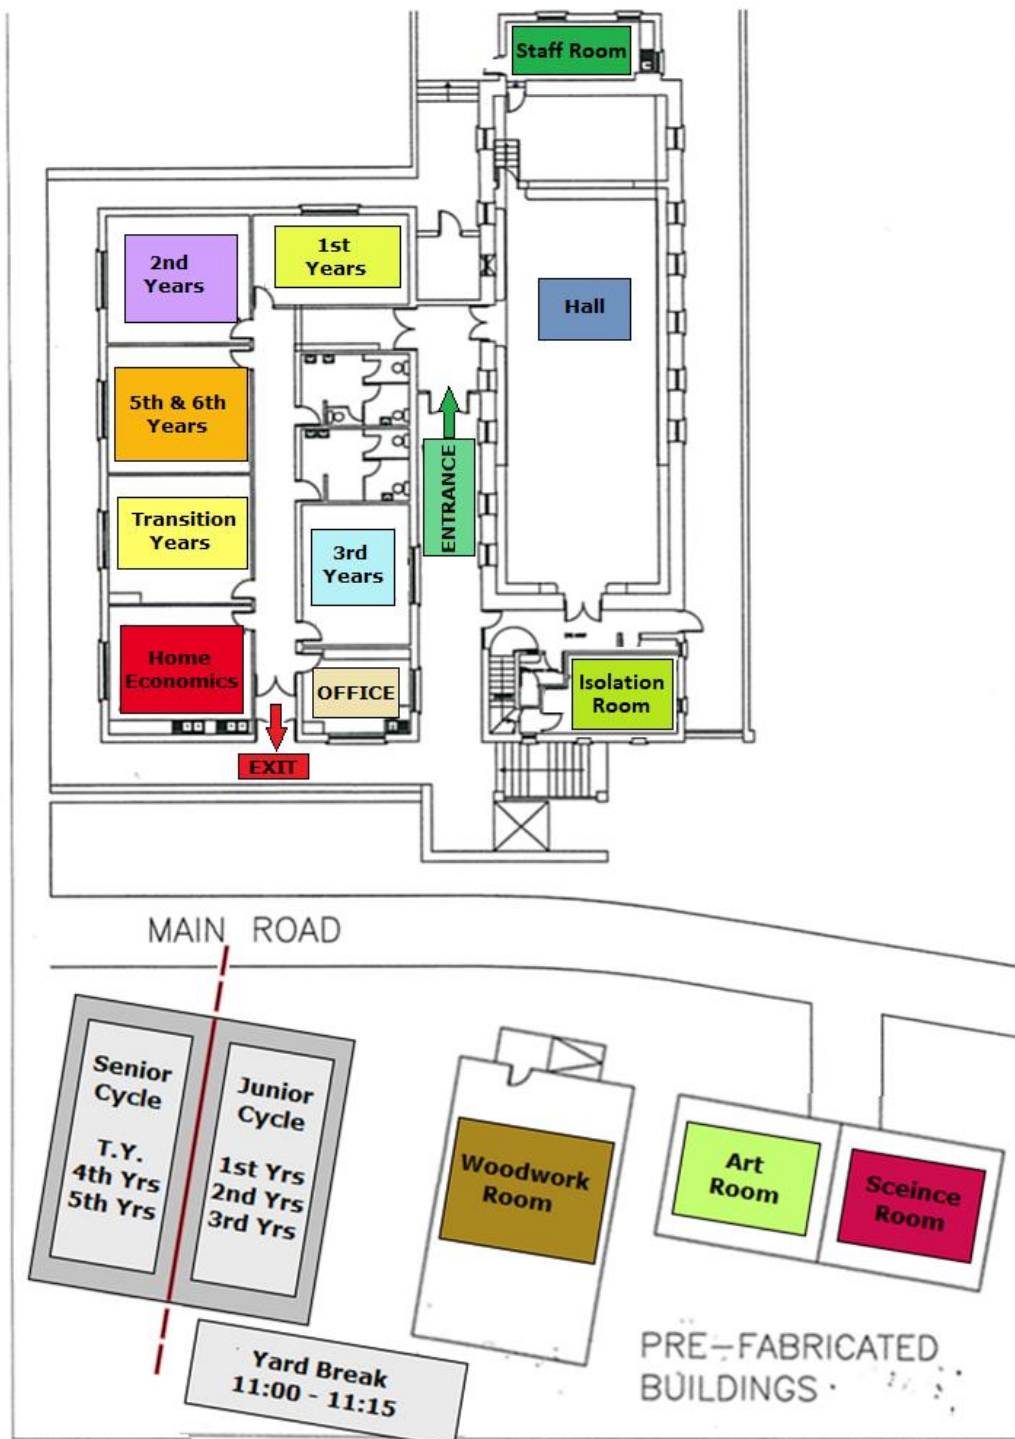 Staff Room
1st
Years
2nd
Years
Hall
5th & 6th
Years
ENTRANCE
Transition
Years
3rd
Years
Home
Economics
OFFICE
Isolation
Room
EXIT
MAIN ROAD
Senior
Cycle
T.Y.
4th Yrs
5th Yrs
Junior
Cycle
1st Yrs
2nd Yrs
3rd Yrs
Woodwork
Room
Art
Room
Sceince
Room
Yard Break
11:00 - 11:15
PRE-FABRICATED
BUILDINGS